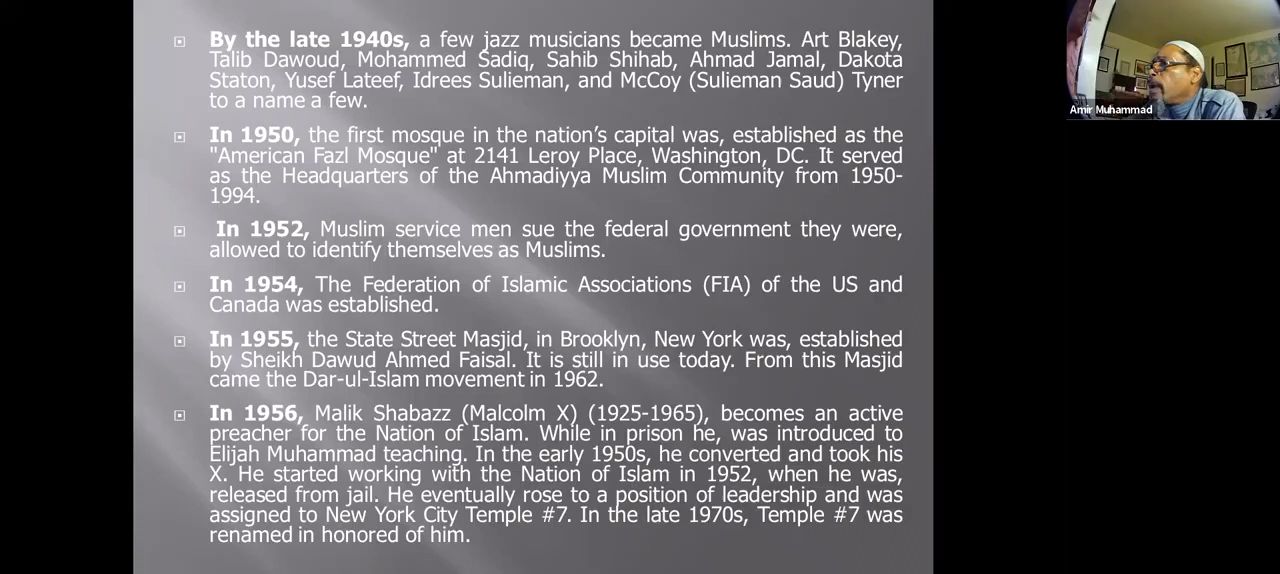 By the late 1940s, a few jazz musicians became Muslims. Art Blakey,
Talib Dawoud, Mohammed Sadiq, Sahib Shihab, Ahmad Jamal, Dakota
Staton, Yusef Lateef, Idrees Sulieman, and McCoy (Sulieman Saud) Tyner
to a name a few.
In 1950, the first mosque in the nation's capital was, established as the
"American Fazl Mosque" at 2141 Leroy Place, Washington, DC. It served
as the Headquarters of the Ahmadiyya Muslim Community from 1950-
1994.
In 1952, Muslim service men sue the federal government they were,
allowed to identify themselves as Muslims.
In 1954, The Federation of Islamic Associations (FIA) of the US and
Canada was established.
In 1955, the State Street Masjid, in Brooklyn, New York was, established
by Sheikh Dawud Ahmed Faisal. It is still in use today. From this Masjid
came the Dar-ul-Islam movement in 1962.
In 1956, Malik Shabazz (Malcolm X) (1925-1965), becomes an active
preacher for the Nation of Islam. While in prison he, was introduced to
Elijah Muhammad teaching. In the early 1950s, he converted and took his
X. He started working with the Nation of Islam in 1952, when he was,
released from jail. He eventually rose to a position of leadership and was
assigned to New York City Temple #7. In the late 1970s, Temple #7 was
renamed in honored of him.
Amir Muhammad